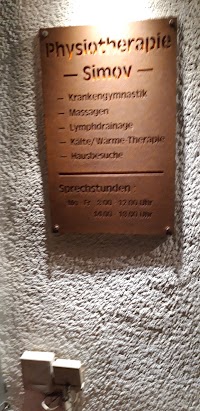 Physiotherapie
— Simov —
— Krankengymnastik
— Massagen
— Lymphdrainage
— Kälte/Wärme-Therapie
— Hausbesuche
Sprechstunden
Mo - Fr 8:00 - 12:00 Uhr
14:00 - 18:00 Uhr